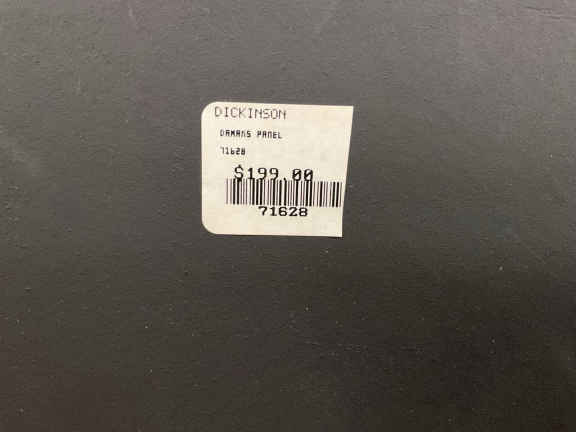 DICKINSON
DAMANS PANEL
71628
$199.00
71628